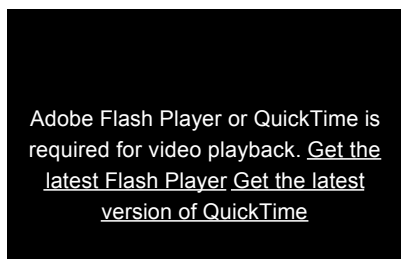 Adobe Flash Player or QuickTime is
required for video playback. Get the
latest Flash Player Get the latest
version of QuickTime